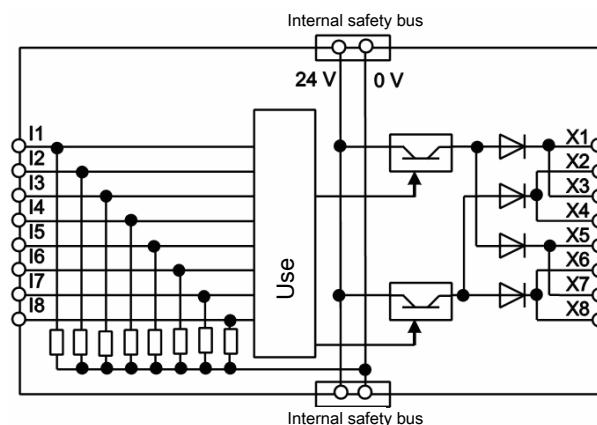 Internal safety bus
24 V
0 V
I1
I2
I3
I4
I5
I6
I7
I8
Use
X1
X2
X3
X4
X5
X6
X7
X8
Internal safety bus